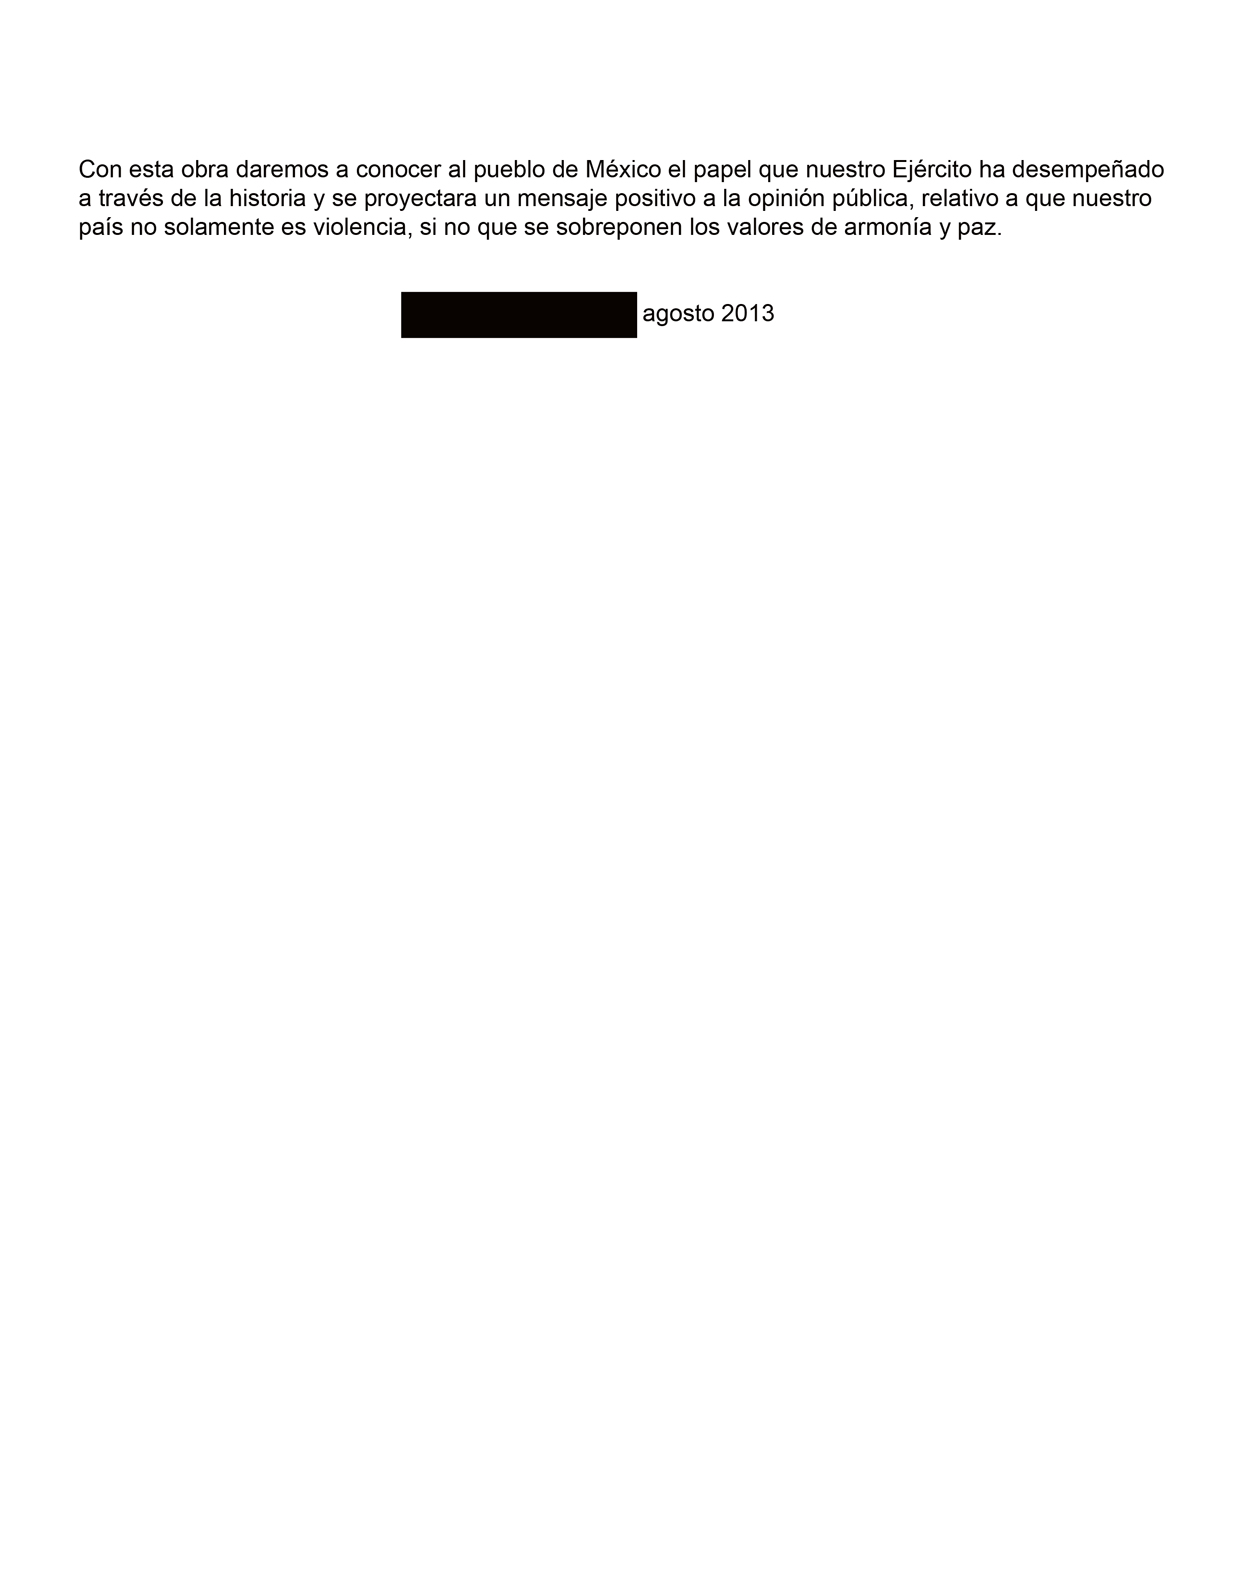 Con esta obra daremos a conocer al pueblo de México el papel que nuestro Ejército ha desempeñado
a través de la historia y se proyectara un mensaje positivo a la opinión pública, relativo a que nuestro
país no solamente es violencia, si no que se sobreponen los valores de armonía y paz.
agosto 2013